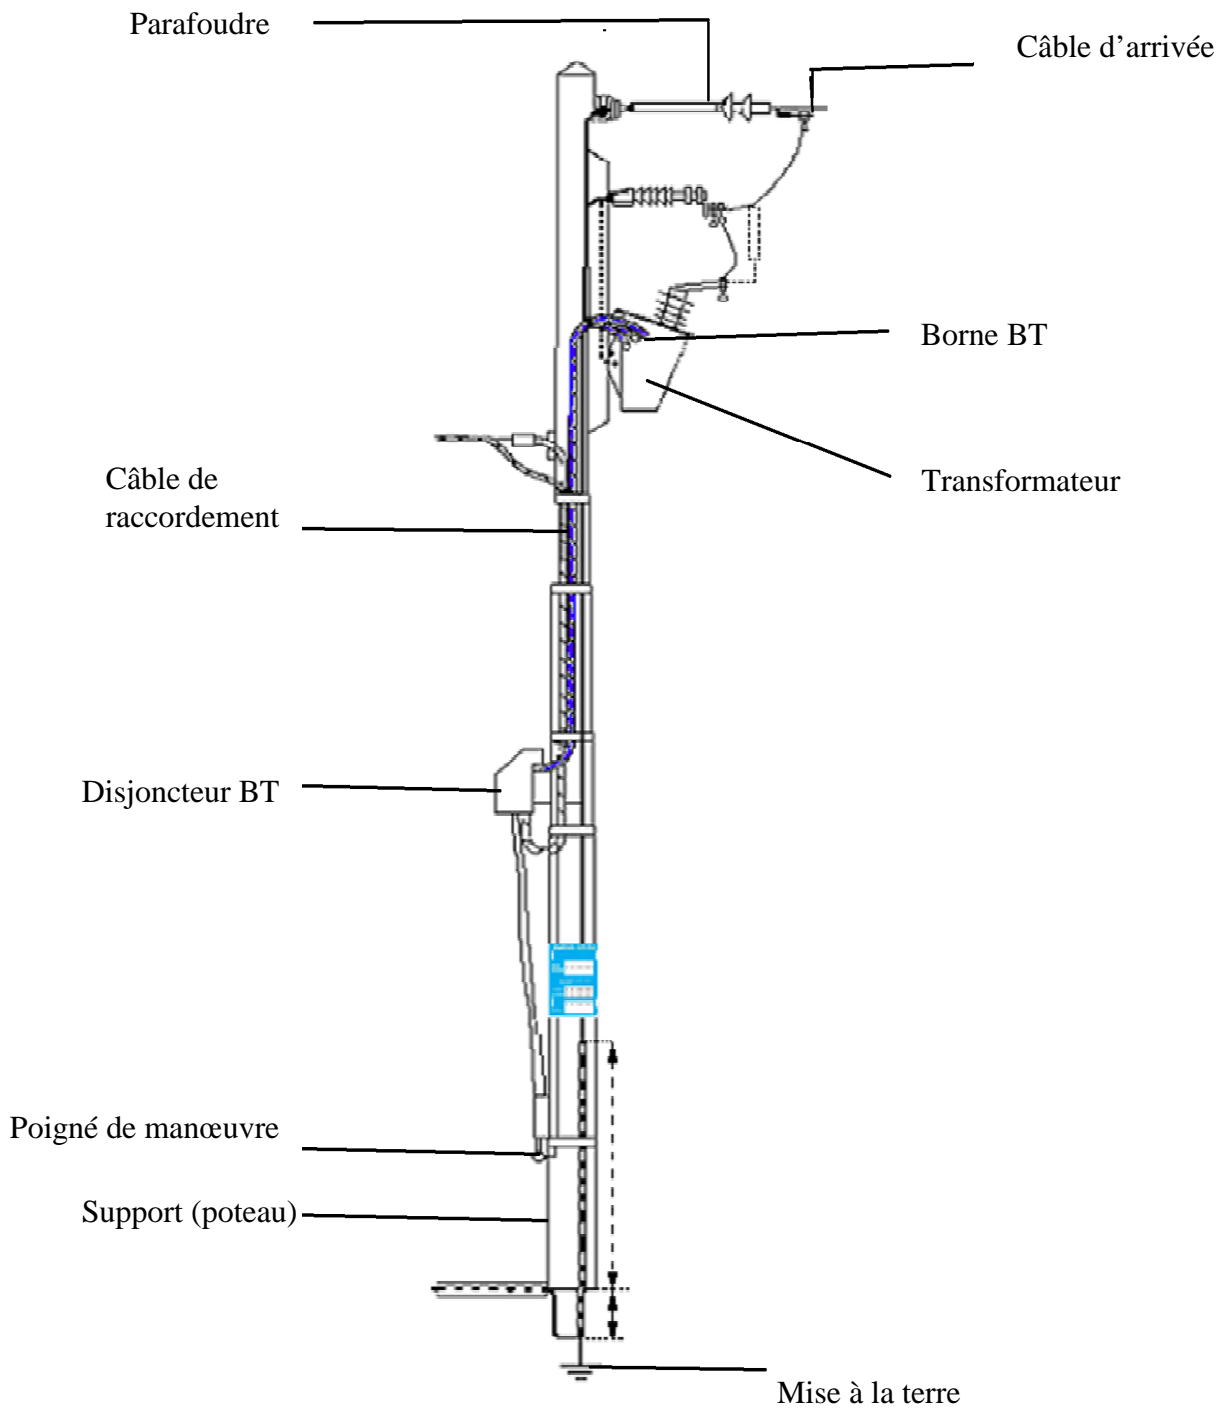 Parafoudre
Câble d’arrivée
Borne BT
Transformateur
Câble de
raccordement
Disjoncteur BT
Poigné de manœuvre
Support (poteau)
Mise à la terre